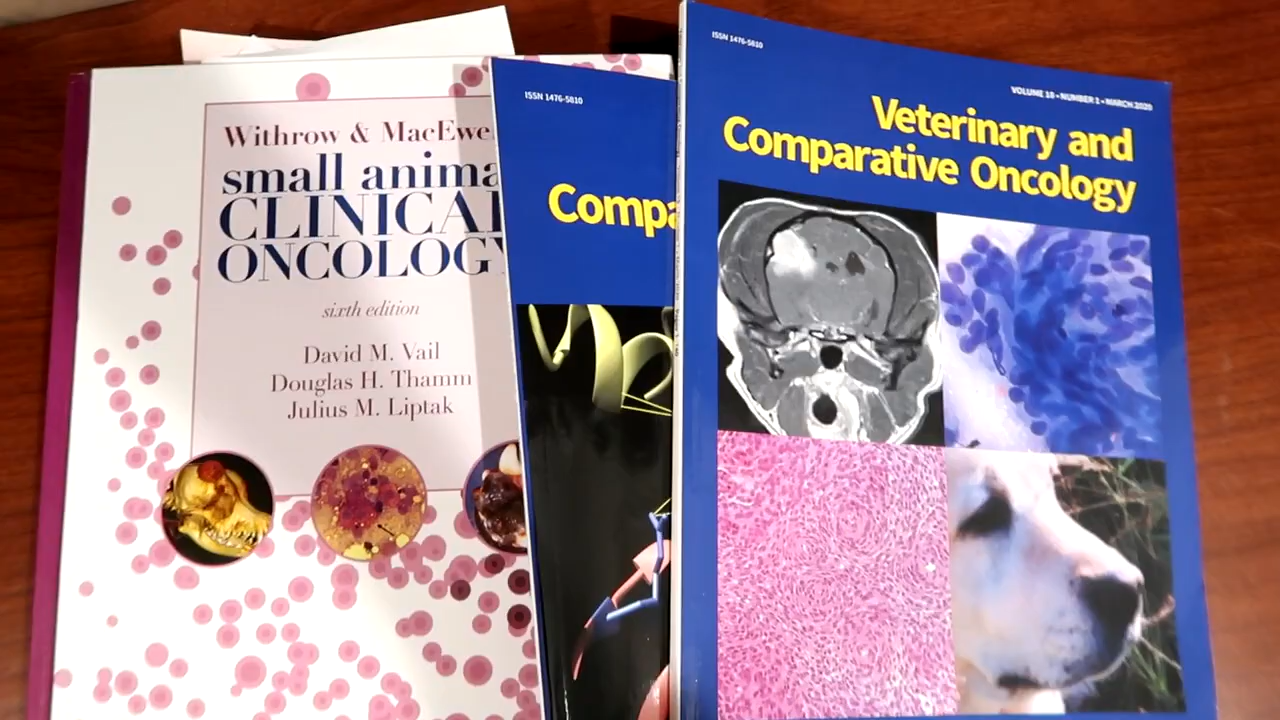 Withrow & MacEwe
small anima
CLINICAL
ONCOLOGY
sixth edition
David M. Vail
Douglas H. Thamm
Julius M. Liptak
ISSN 1476-5810
Compa
ISSN 1476-5810
VOLUME 18 • NUMBER 1 • MARCH 2020
Veterinary and
Comparative Oncology